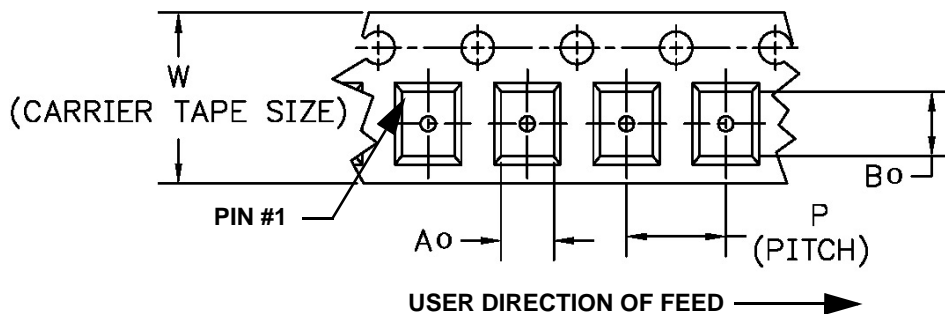 W
(CARRIER TAPE SIZE)
PIN #1
Ao
Bo
P
(PITCH)
USER DIRECTION OF FEED